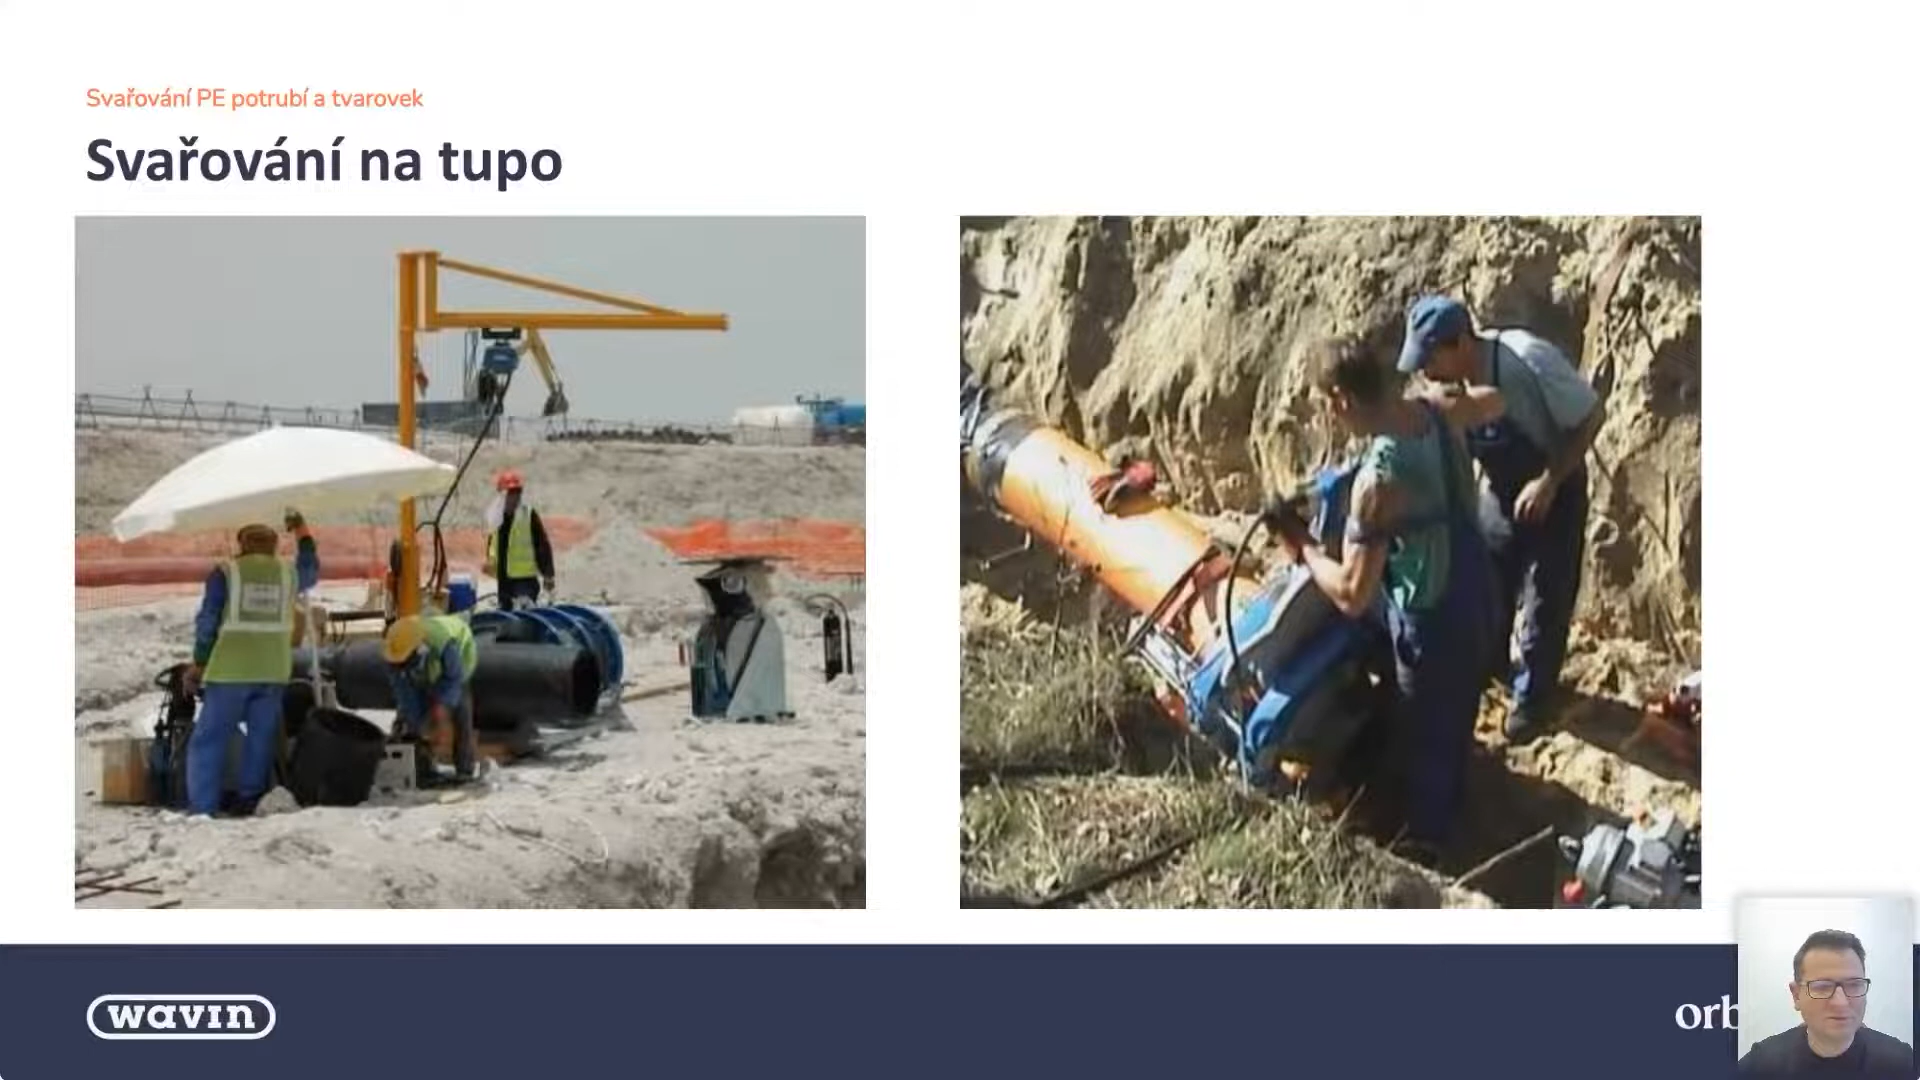 Svařování PE potrubí a tvarovek
Svařování na tupo
wavin
orb